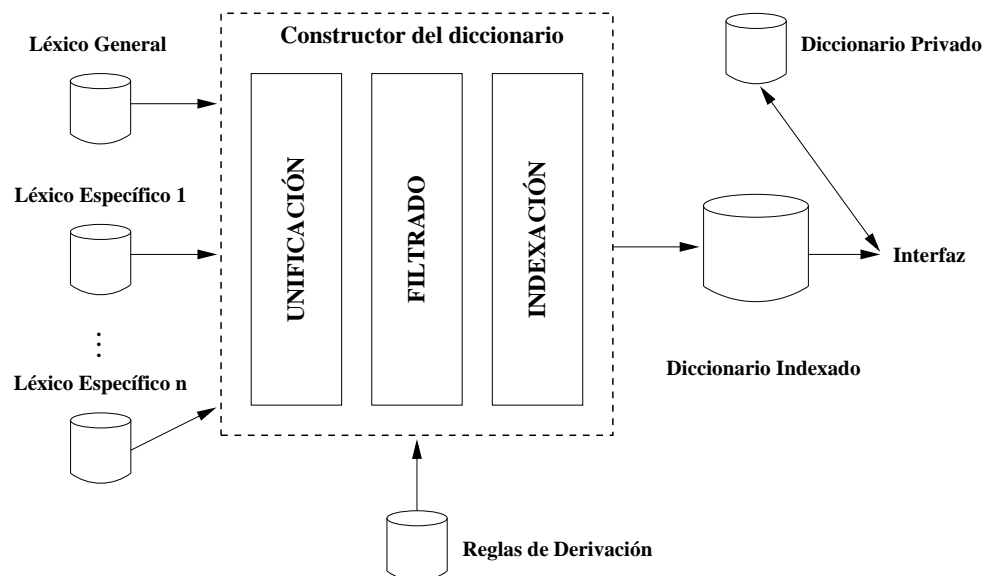 Léxico General
Constructor del diccionario
Diccionario Privado
Léxico Específico 1
UNIFICACIÓN
FILTRADO
INDEXACIÓN
Interfaz
⋮
Léxico Específico n
Diccionario Indexado
Reglas de Derivación